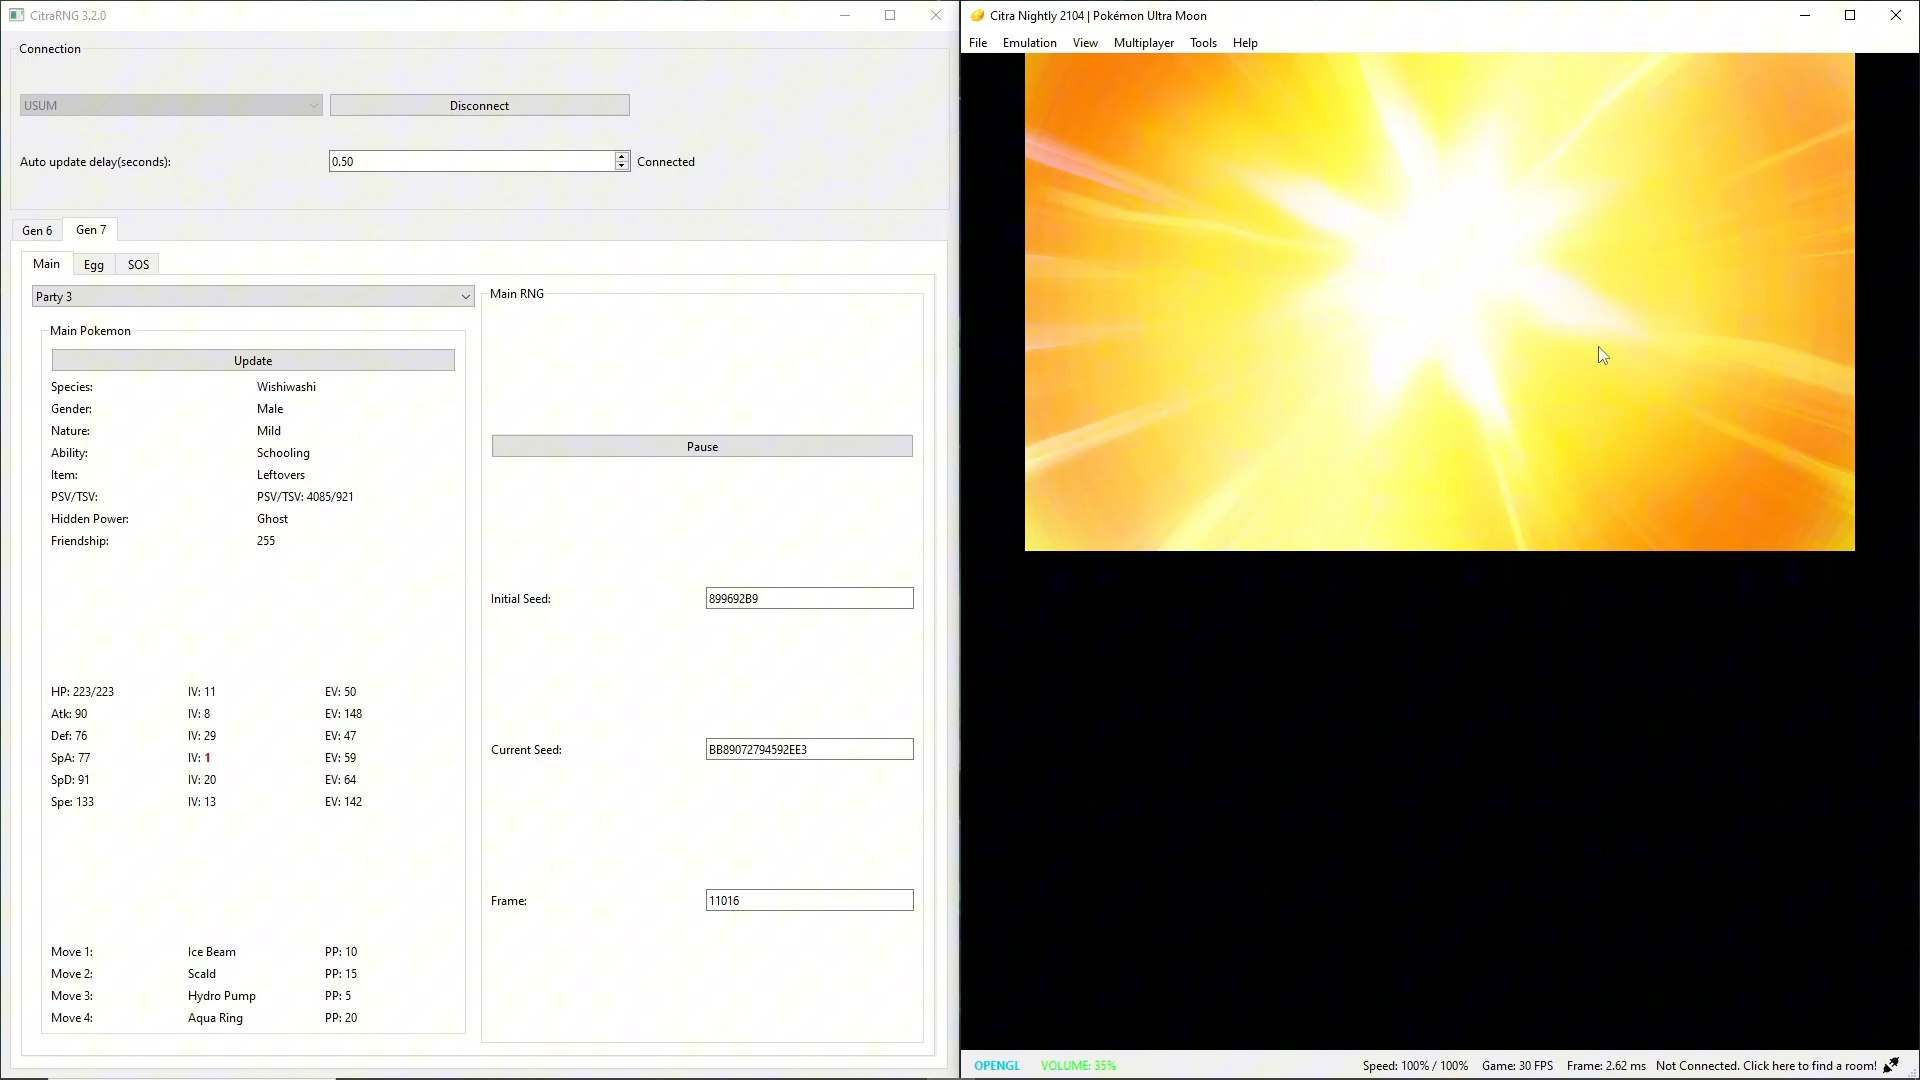 CitraRNG 3.2.0
Connection
USUM
Disconnect
Auto update delay(seconds):
0.50
Connected
Gen 6
Gen 7
Main
Egg
SOS
Party 3
Main Pokemon
Update
Species: Wishiwashi
Gender: Male
Nature: Mild
Ability: Schooling
Item: Leftovers
PSV/TSV: PSV/TSV: 4085/921
Hidden Power: Ghost
Friendship: 255
HP: 223/223 IV: 11 EV: 50
Atk: 90 IV: 8 EV: 148
Def: 76 IV: 29 EV: 47
SpA: 77 IV: 1 EV: 59
SpD: 91 IV: 20 EV: 64
Spe: 133 IV: 13 EV: 142
Move 1: Ice Beam PP: 10
Move 2: Scald PP: 15
Move 3: Hydro Pump PP: 5
Move 4: Aqua Ring PP: 20
Main RNG
Pause
Initial Seed: 899692B9
Current Seed: BB89072794592EE3
Frame: 11016
Citra Nightly 2104 | Pokémon Ultra Moon
File Emulation View Multiplayer Tools Help
OPENGL VOLUME: 35% Speed: 100% / 100% Game: 30 FPS Frame: 2.62 ms Not Connected. Click here to find a room!